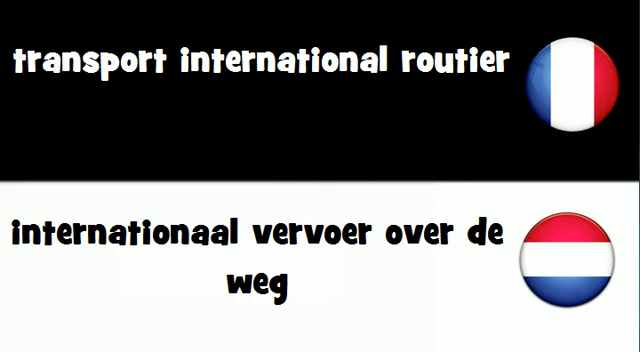 transport international routier
internationaal vervoer over de
weg